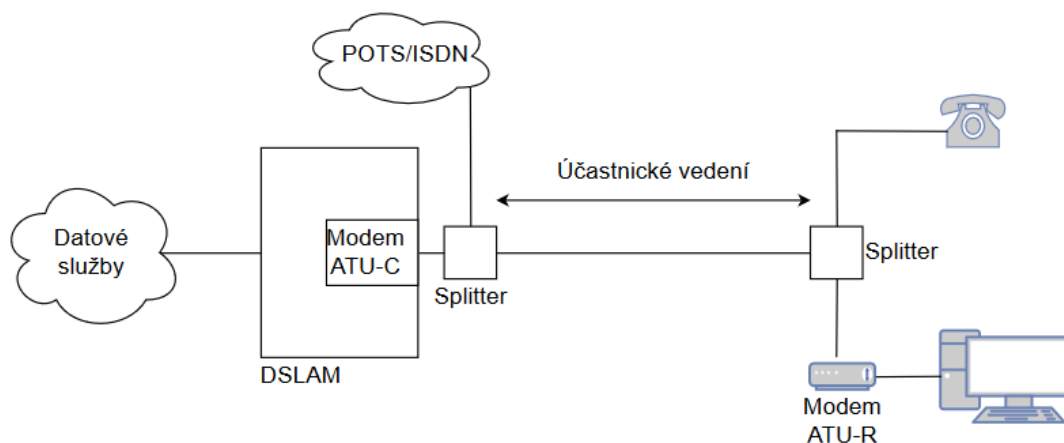 POTS/ISDN
Účastnické vedení
Datové
služby
Modem
ATU-C
Splitter
Splitter
DSLAM
Modem
ATU-R